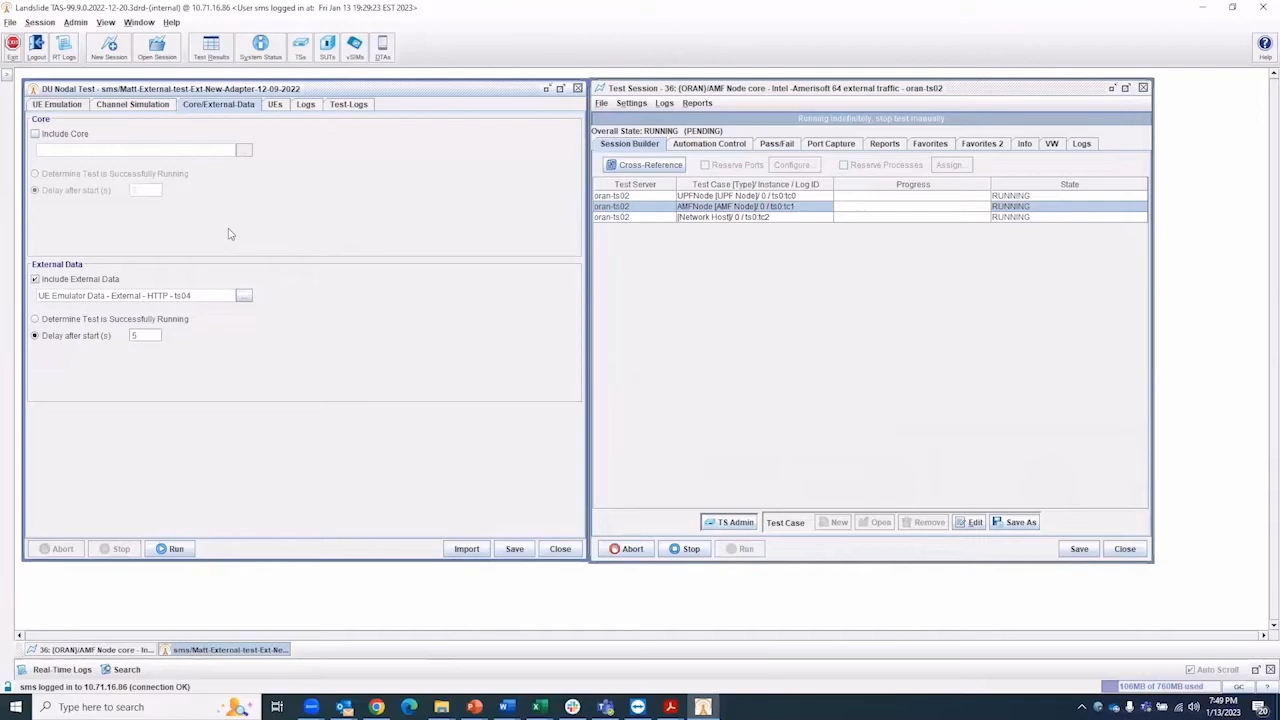 Landslide TAS-99.9.0.2022-12-20.3drd-(internal) @ 10.71.16.86 <User sms logged in at: Fri Jan 13 19:29:23 EST 2023>
File Session Admin View Window Help
Exit Logout RT Logs New Session Open Session Test Results System Status TSs SUTs vSIMs DTAs Help
DU Nodal Test - sms/Matt-External-test-Ext-New-Adapter-12-09-2022
UE Emulation Channel Simulation Core/External-Data UEs Logs Test-Logs
Core
Include Core
Determine Test is Successfully Running
Delay after start (s)
External Data
Include External Data
UE Emulator Data - External - HTTP - ts04
...
Determine Test is Successfully Running
Delay after start (s) 5
Abort Stop Run Import Save Close
Test Session - 36: {ORAN}/AMF Node core - Intel -Amerisoft 64 external traffic - oran-ts02
File Settings Logs Reports
Running indefinitely, stop test manually
Overall State: RUNNING (PENDING)
Session Builder Automation Control Pass/Fail Port Capture Reports Favorites Favorites 2 Info VW Logs
Cross-Reference Reserve Ports Configure... Reserve Processes Assign...
Test Server Test Case [Type]/ Instance / Log ID Progress State
oran-ts02 UPFNode [UPF Node]/ 0 / ts0:tc0 RUNNING
oran-ts02 AMFNode [AMF Node]/ 0 / ts0:tc1 RUNNING
oran-ts02 [Network Host]/ 0 / ts0:tc2 RUNNING
TS Admin Test Case New Open Remove Edit Save As
Abort Stop Run Save Close
36: {ORAN}/AMF Node core - In... sms/Matt-External-test-Ext-Ne...
Real-Time Logs Search Auto Scroll
sms logged in to 10.71.16.86 (connection OK) 106MB of 760MB used GC ?
Type here to search
7:49 PM
1/13/2023